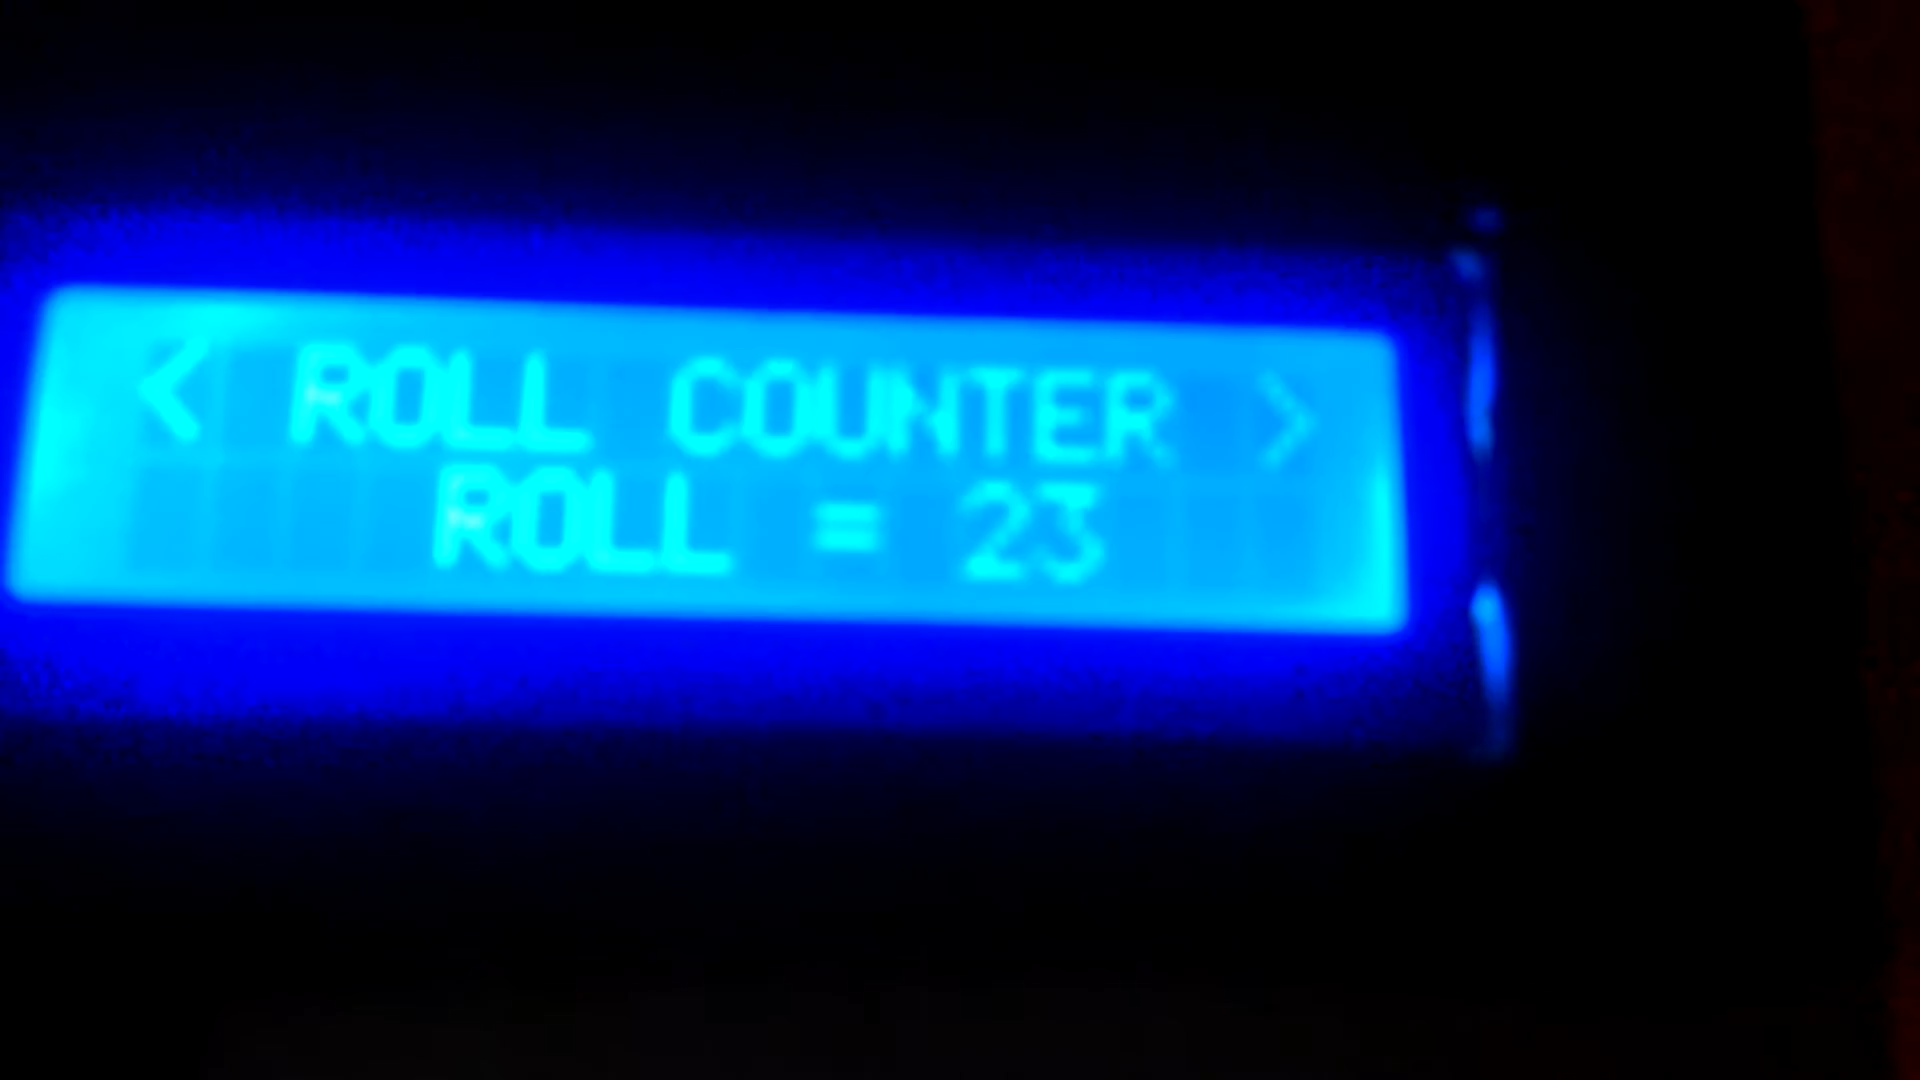 < ROLL COUNTER >
ROLL = 23